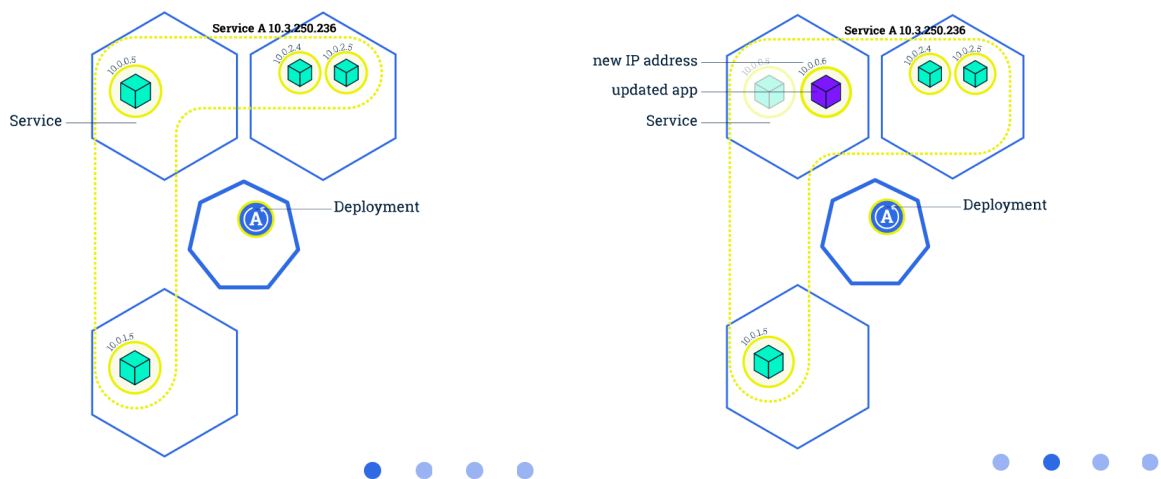 Service A 10.3.250.236
10.0.0.5
10.0.2.4
10.0.2.5
Service
A
Deployment
10.0.1.5
Service A 10.3.250.236
new IP address
10.0.0.5
10.0.0.6
10.0.2.4
10.0.2.5
updated app
Service
A
Deployment
10.0.1.5